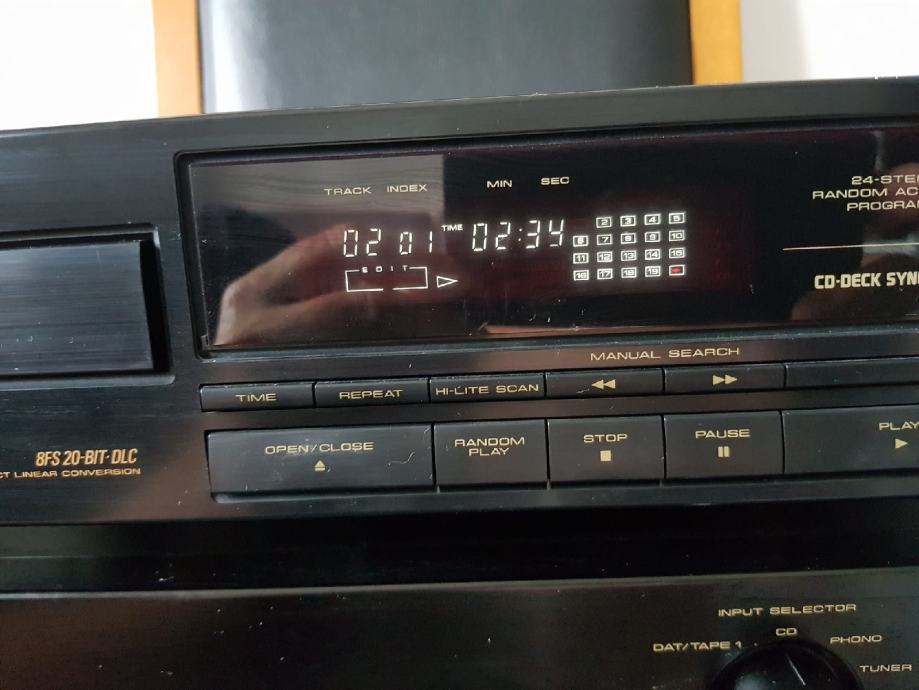 TRACK INDEX MIN SEC
02 01 TIME 02:34
2 3 4 5
6 7 8 9 10
11 12 13 14 15
16 17 18 19
EDIT
24-STE
RANDOM AC
PROGRA
CD-DECK SYN
MANUAL SEARCH
TIME REPEAT HI-LITE SCAN
OPEN/CLOSE RANDOM PLAY STOP PAUSE PLAY
8FS 20-BIT·DLC
CT LINEAR CONVERSION
INPUT SELECTOR
DAT/TAPE 1 CD PHONO
TUNER